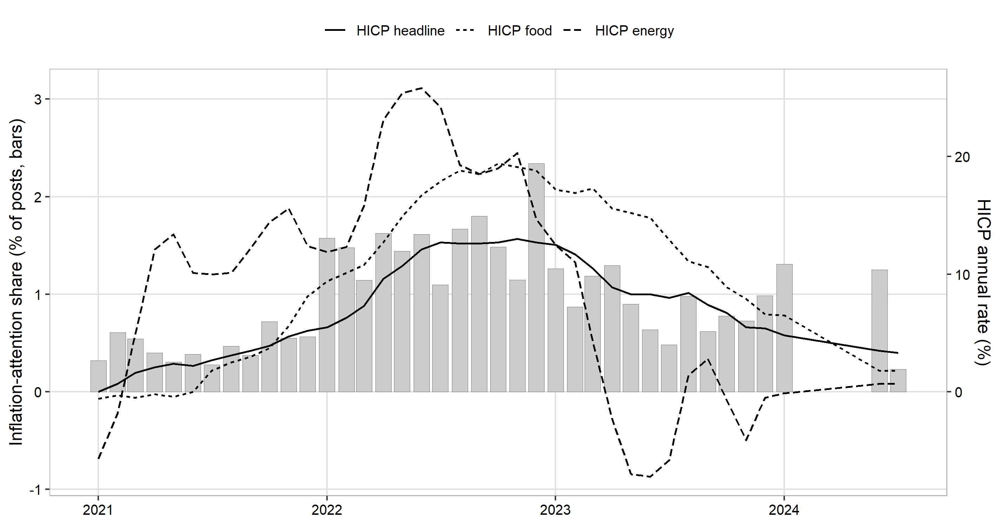 HICP headline HICP food HICP energy
Inflation-attention share (% of posts, bars)
3
2
1
0
-1
20
10
0
HICP annual rate (%)
2021 2022 2023 2024